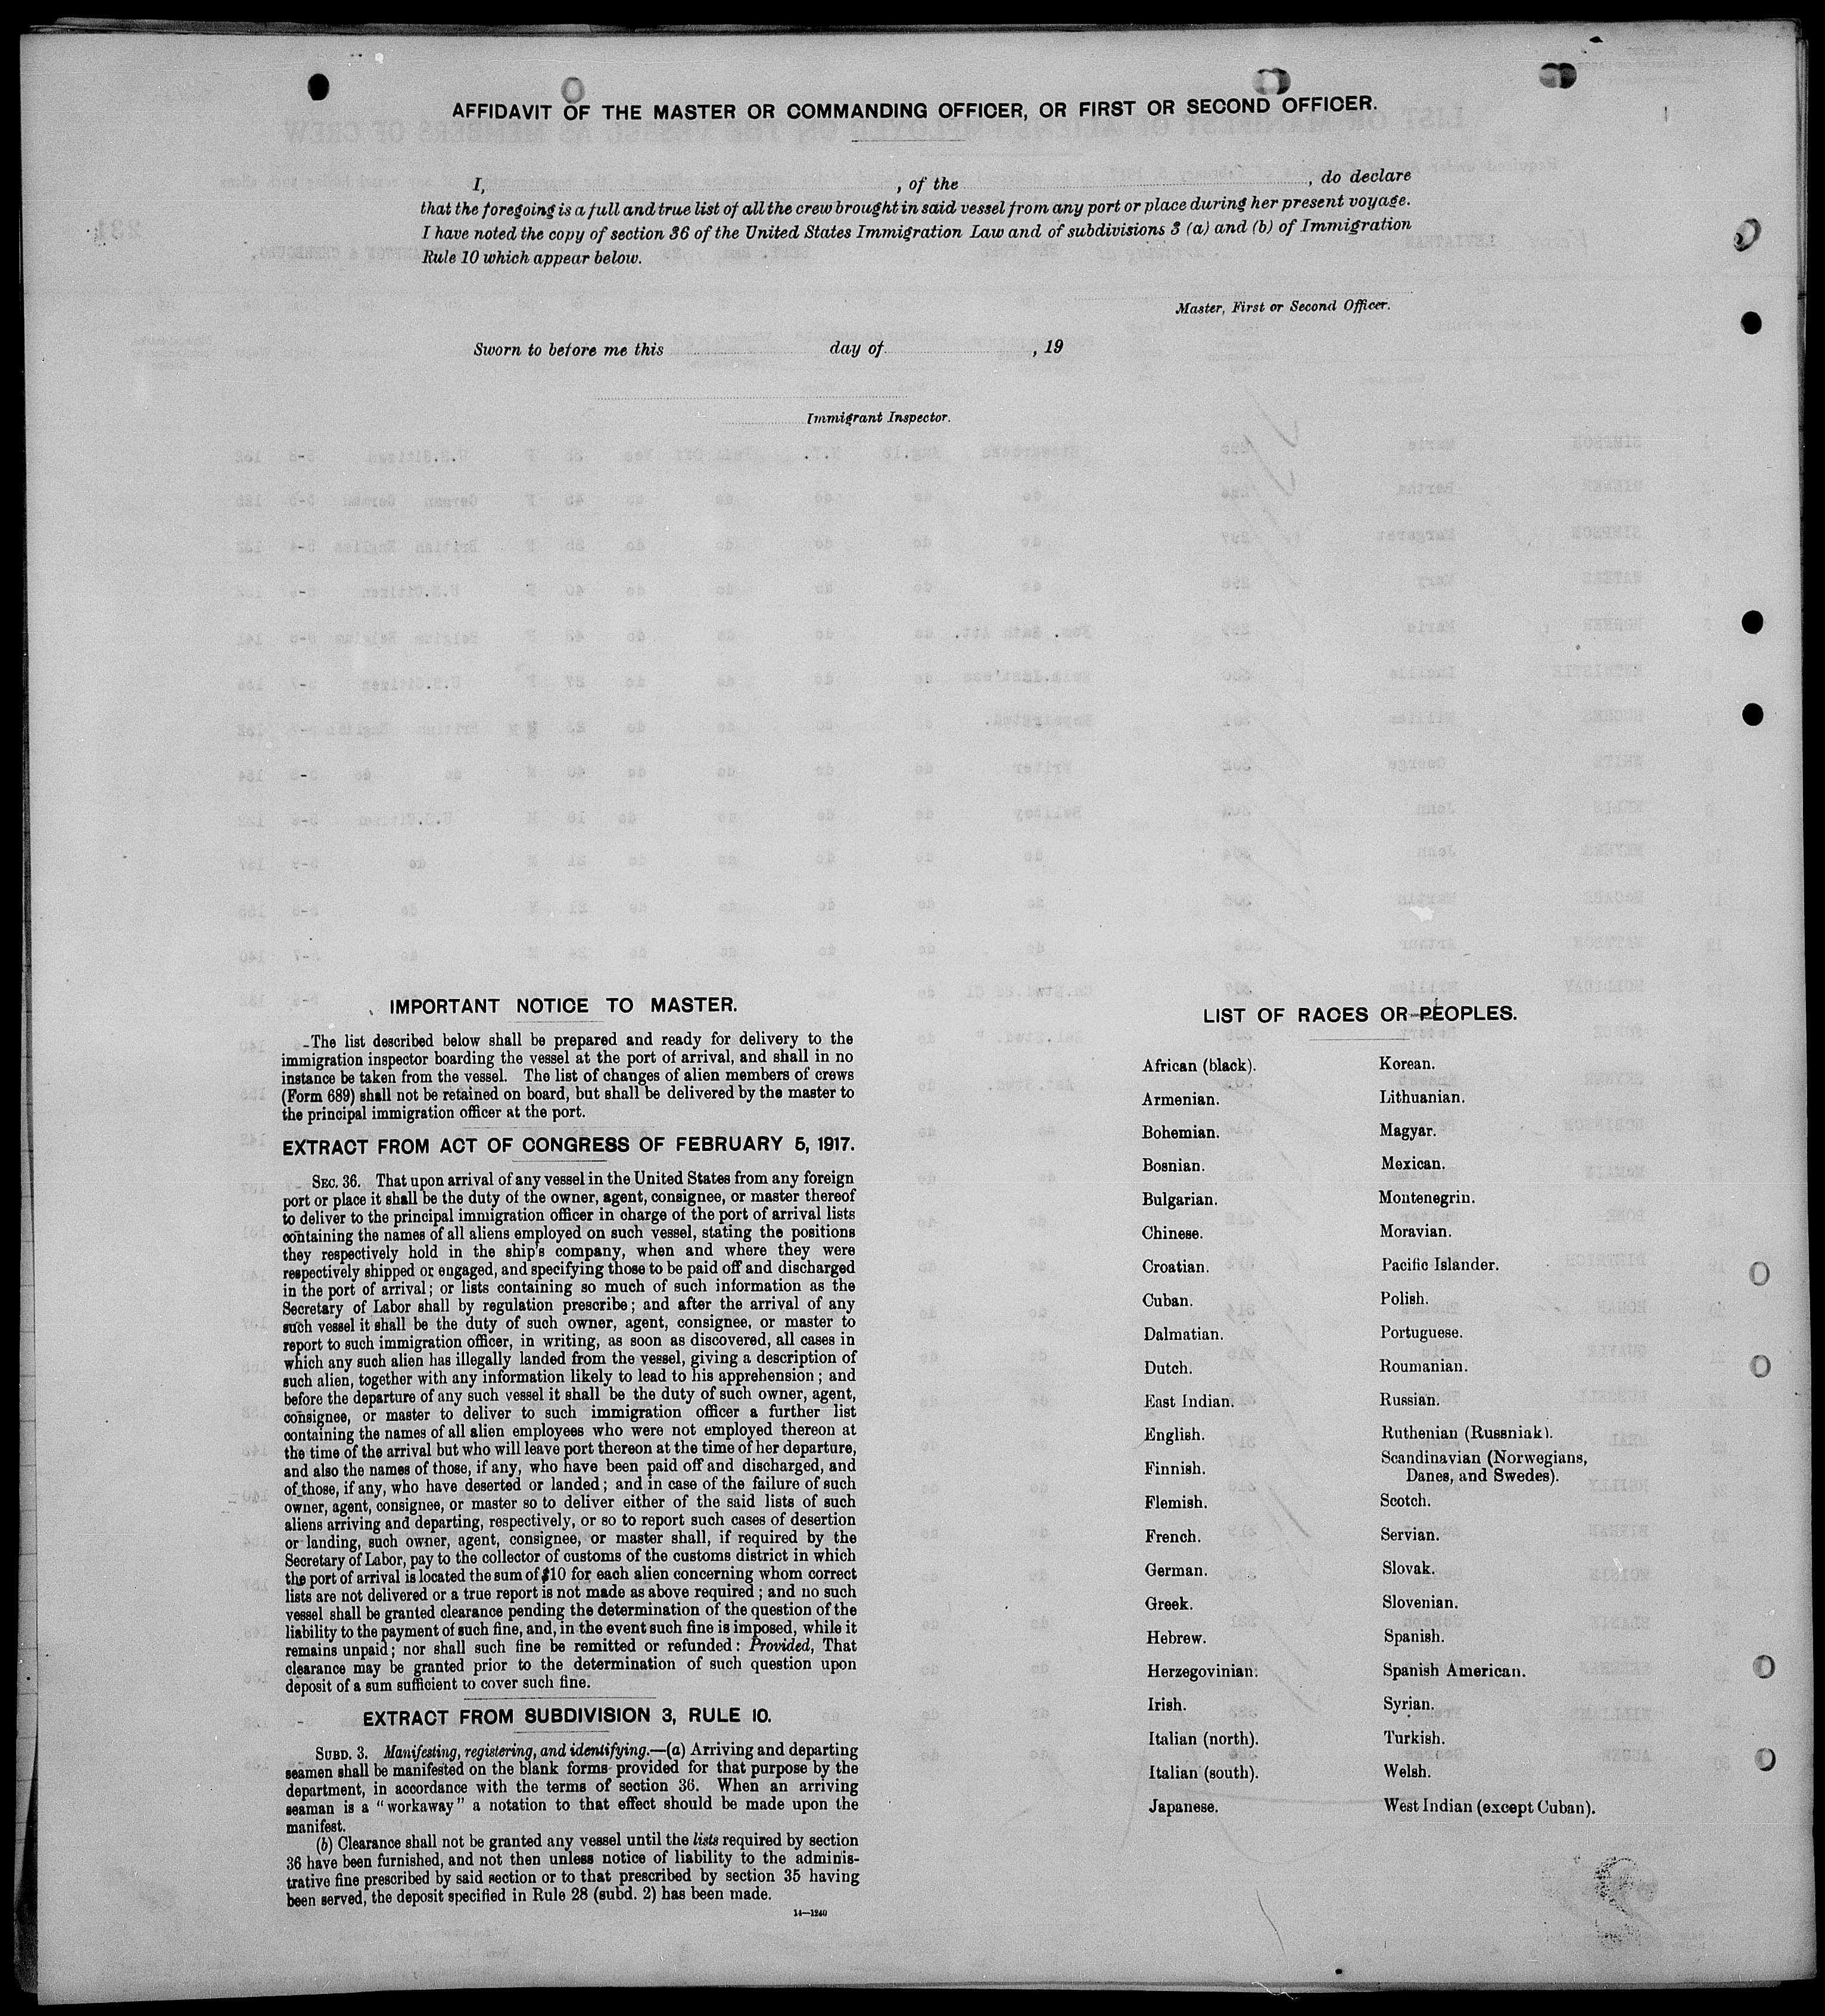 AFFIDAVIT OF THE MASTER OR COMMANDING OFFICER, OR FIRST OR SECOND OFFICER.
I, , of the , do declare
that the foregoing is a full and true list of all the crew brought in said vessel from any port or place during her present voyage.
I have noted the copy of section 36 of the United States Immigration Law and of subdivisions 3 (a) and (b) of Immigration
Rule 10 which appear below.
Master, First or Second Officer.
Sworn to before me this day of , 19
Immigrant Inspector.
IMPORTANT NOTICE TO MASTER.
The list described below shall be prepared and ready for delivery to the
immigration inspector boarding the vessel at the port of arrival, and shall in no
instance be taken from the vessel. The list of changes of alien members of crews
(Form 689) shall not be retained on board, but shall be delivered by the master to
the principal immigration officer at the port.
EXTRACT FROM ACT OF CONGRESS OF FEBRUARY 5, 1917.
SEC. 36. That upon arrival of any vessel in the United States from any foreign
port or place it shall be the duty of the owner, agent, consignee, or master thereof
to deliver to the principal immigration officer in charge of the port of arrival lists
containing the names of all aliens employed on such vessel, stating the positions
they respectively hold in the ship's company, when and where they were
respectively shipped or engaged, and specifying those to be paid off and discharged
in the port of arrival; or lists containing so much of such information as the
Secretary of Labor shall by regulation prescribe; and after the arrival of any
such vessel it shall be the duty of such owner, agent, consignee, or master to
report to such immigration officer, in writing, as soon as discovered, all cases in
which any such alien has illegally landed from the vessel, giving a description of
such alien, together with any information likely to lead to his apprehension; and
before the departure of any such vessel it shall be the duty of such owner, agent,
consignee, or master to deliver to such immigration officer a further list
containing the names of all alien employees who were not employed thereon at
the time of the arrival but who will leave port thereon at the time of her departure,
and also the names of those, if any, who have been paid off and discharged, and
of those, if any, who have deserted or landed; and in case of the failure of such
owner, agent, consignee, or master so to deliver either of the said lists of such
aliens arriving and departing, respectively, or so to report such cases of desertion
or landing, such owner, agent, consignee, or master shall, if required by the
Secretary of Labor, pay to the collector of customs of the customs district in which
the port of arrival is located the sum of $10 for each alien concerning whom correct
lists are not delivered or a true report is not made as above required; and no such
vessel shall be granted clearance pending the determination of the question of the
liability to the payment of such fine, and, in the event such fine is imposed, while it
remains unpaid; nor shall such fine be remitted or refunded: Provided, That
clearance may be granted prior to the determination of such question upon
deposit of a sum sufficient to cover such fine.
EXTRACT FROM SUBDIVISION 3, RULE 10.
SUBD. 3. Manifesting, registering, and identifying.—(a) Arriving and departing
seamen shall be manifested on the blank forms provided for that purpose by the
department, in accordance with the terms of section 36. When an arriving
seaman is a "workaway" a notation to that effect should be made upon the
manifest.
(b) Clearance shall not be granted any vessel until the lists required by section
36 have been furnished, and not then unless notice of liability to the adminis-
trative fine prescribed by said section or to that prescribed by section 35 having
been served, the deposit specified in Rule 28 (subd. 2) has been made.
14—1240
LIST OF RACES OR PEOPLES.
African (black).
Armenian.
Bohemian.
Bosnian.
Bulgarian.
Chinese.
Croatian.
Cuban.
Dalmatian.
Dutch.
East Indian.
English.
Finnish.
Flemish.
French.
German.
Greek.
Hebrew.
Herzegovinian.
Irish.
Italian (north).
Italian (south).
Japanese.
Korean.
Lithuanian.
Magyar.
Mexican.
Montenegrin.
Moravian.
Pacific Islander.
Polish.
Portuguese.
Roumanian.
Russian.
Ruthenian (Russniak).
Scandinavian (Norwegians,
Danes, and Swedes).
Scotch.
Servian.
Slovak.
Slovenian.
Spanish.
Spanish American.
Syrian.
Turkish.
Welsh.
West Indian (except Cuban).